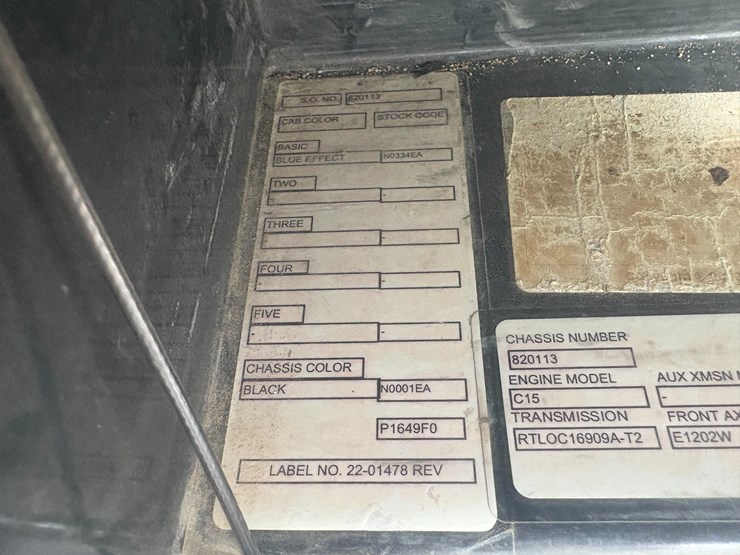 S.O. NO. 820113
CAB COLOR STOCK CODE
BASIC
BLUE EFFECT N0334EA
TWO
- -
THREE
- -
FOUR
- -
FIVE
- -
CHASSIS COLOR
BLACK N0001EA
P1649F0
LABEL NO. 22-01478 REV
CHASSIS NUMBER
820113
ENGINE MODEL AUX XMSN
C15 -
TRANSMISSION FRONT AX
RTLOC16909A-T2 E1202W